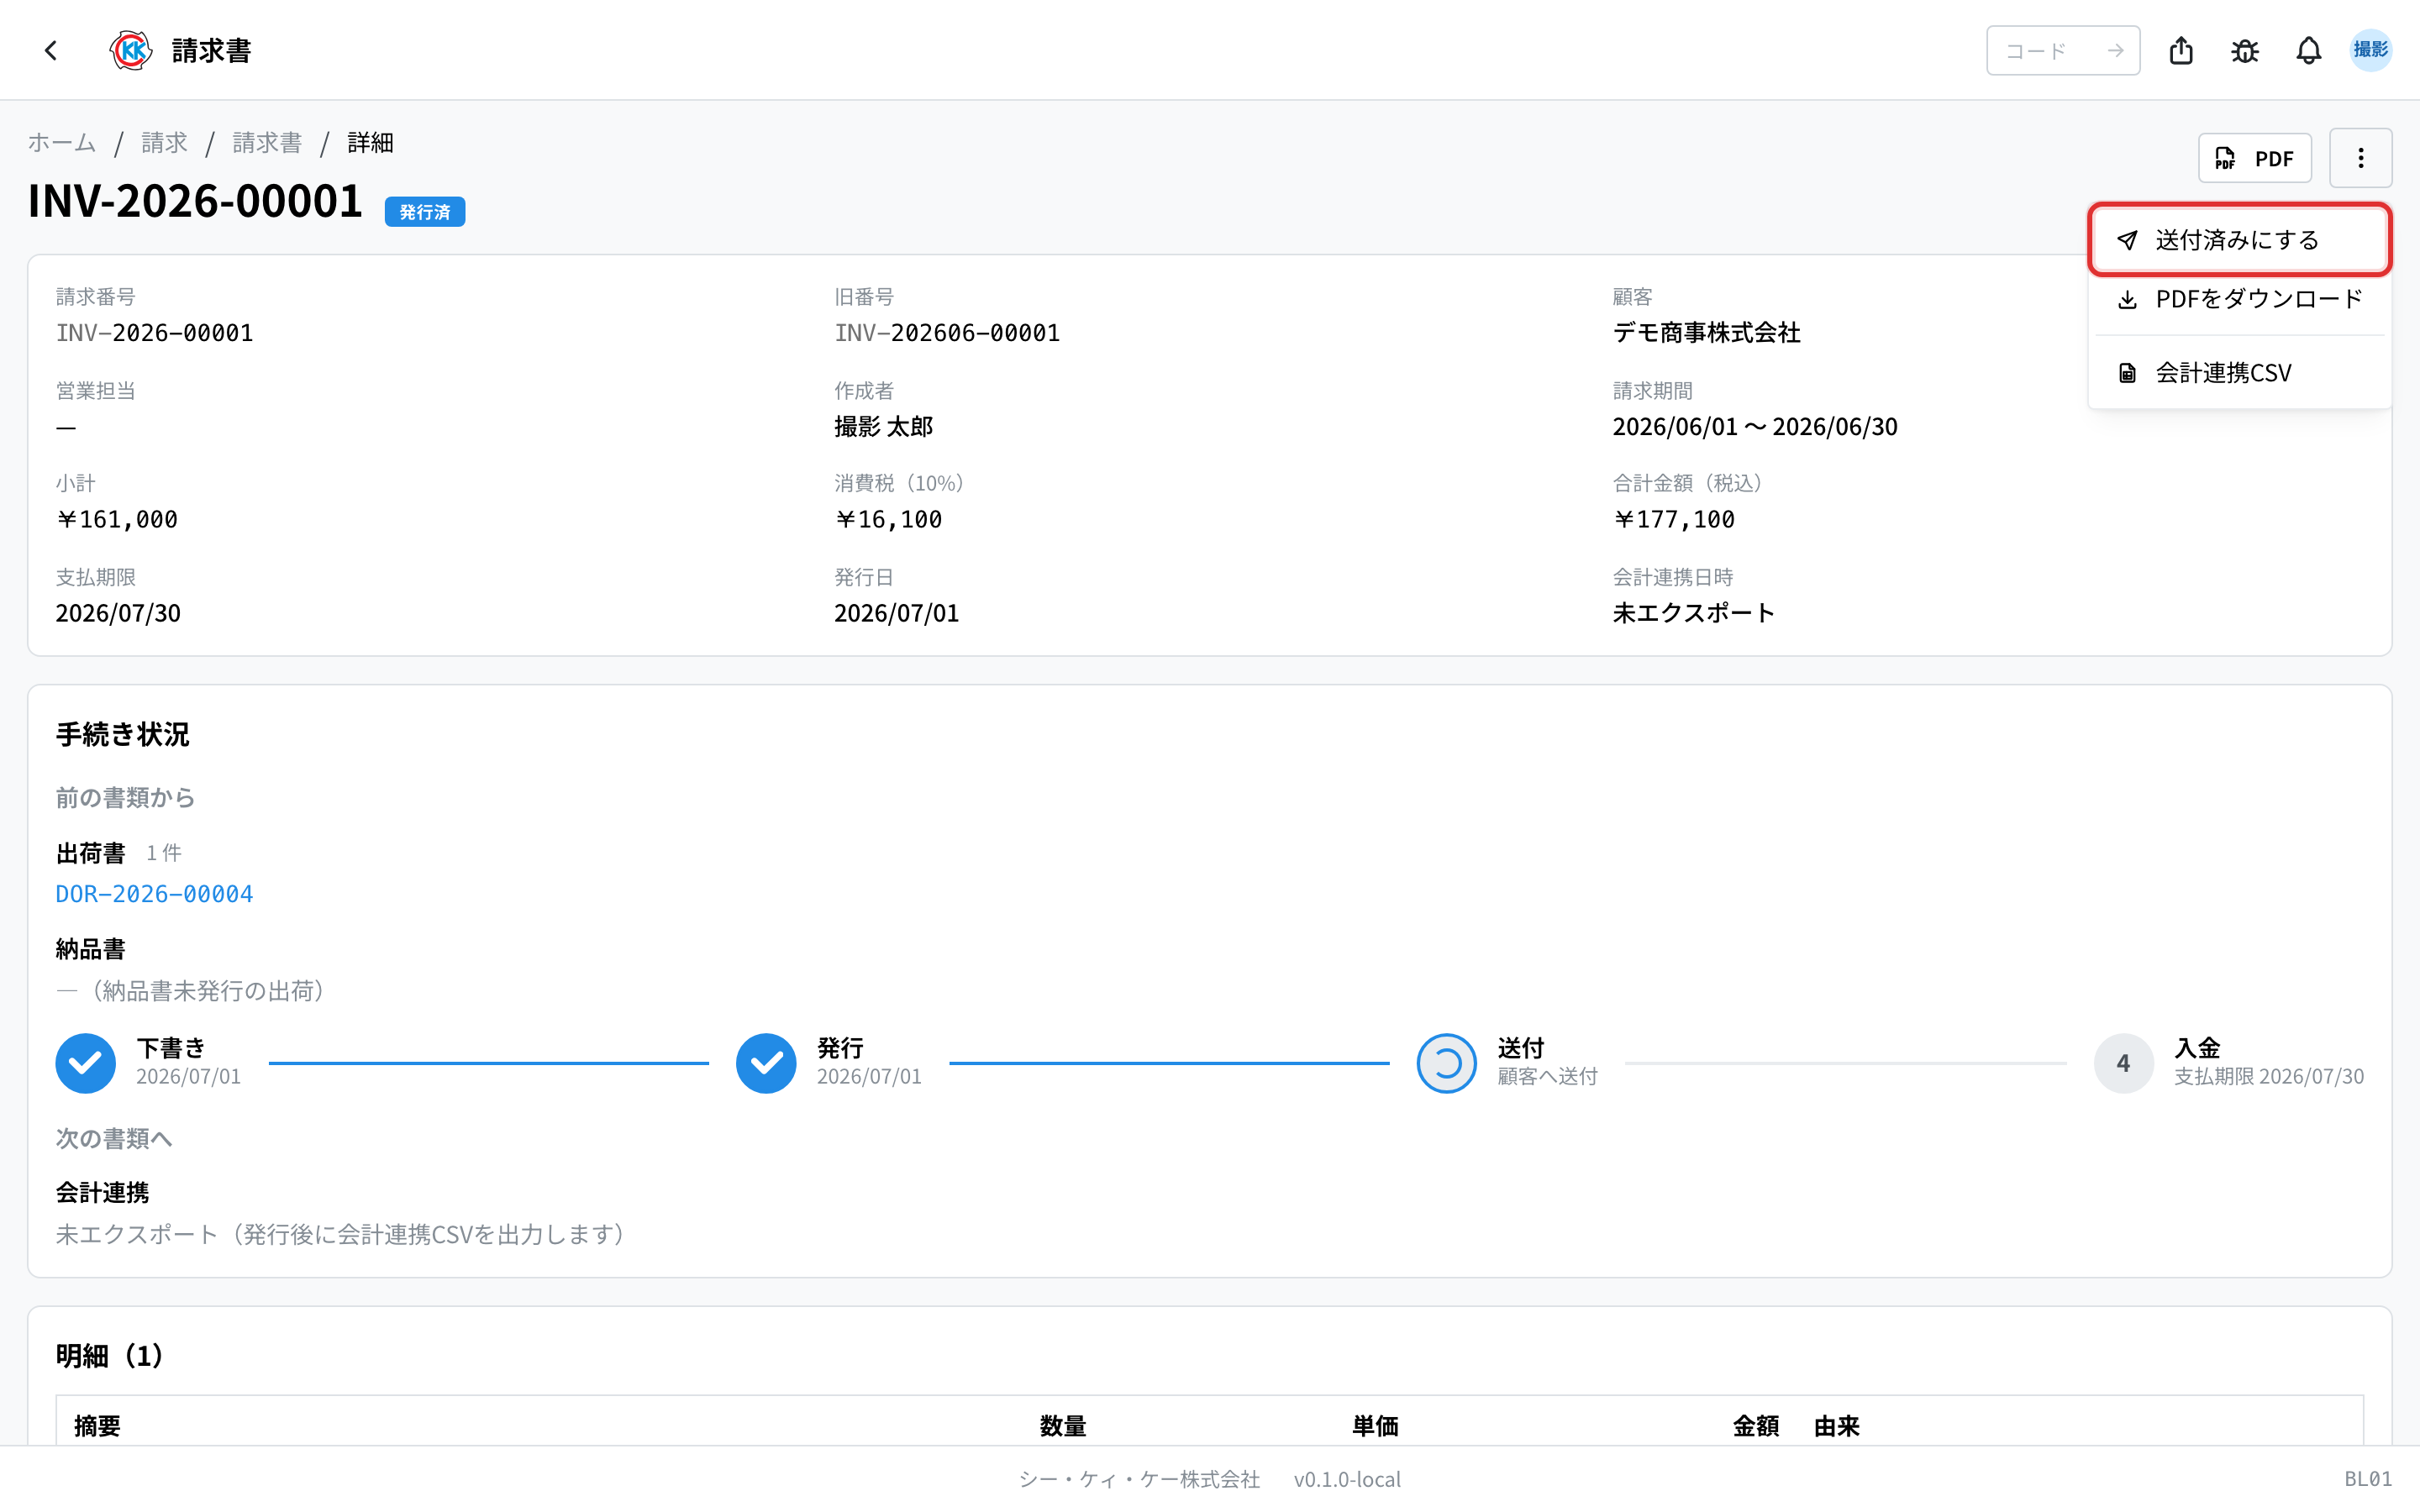 請求書
コード
撮影
ホーム / 請求 / 請求書 / 詳細
PDF PDF
INV-2026-00001 発行済
送付済みにする
PDFをダウンロード
会計連携CSV
請求番号
INV-2026-00001
旧番号
INV-202606-00001
顧客
デモ商事株式会社
営業担当
—
作成者
撮影 太郎
請求期間
2026/06/01 〜 2026/06/30
小計
¥161,000
消費税（10%）
¥16,100
合計金額（税込）
¥177,100
支払期限
2026/07/30
発行日
2026/07/01
会計連携日時
未エクスポート
手続き状況
前の書類から
出荷書 1 件
DOR-2026-00004
納品書
—（納品書未発行の出荷）
下書き
2026/07/01
発行
2026/07/01
送付
顧客へ送付
4
入金
支払期限 2026/07/30
次の書類へ
会計連携
未エクスポート（発行後に会計連携CSVを出力します）
明細（1）
摘要 数量 単価 金額 由来
シー・ケィ・ケー株式会社 v0.1.0-local
BL01